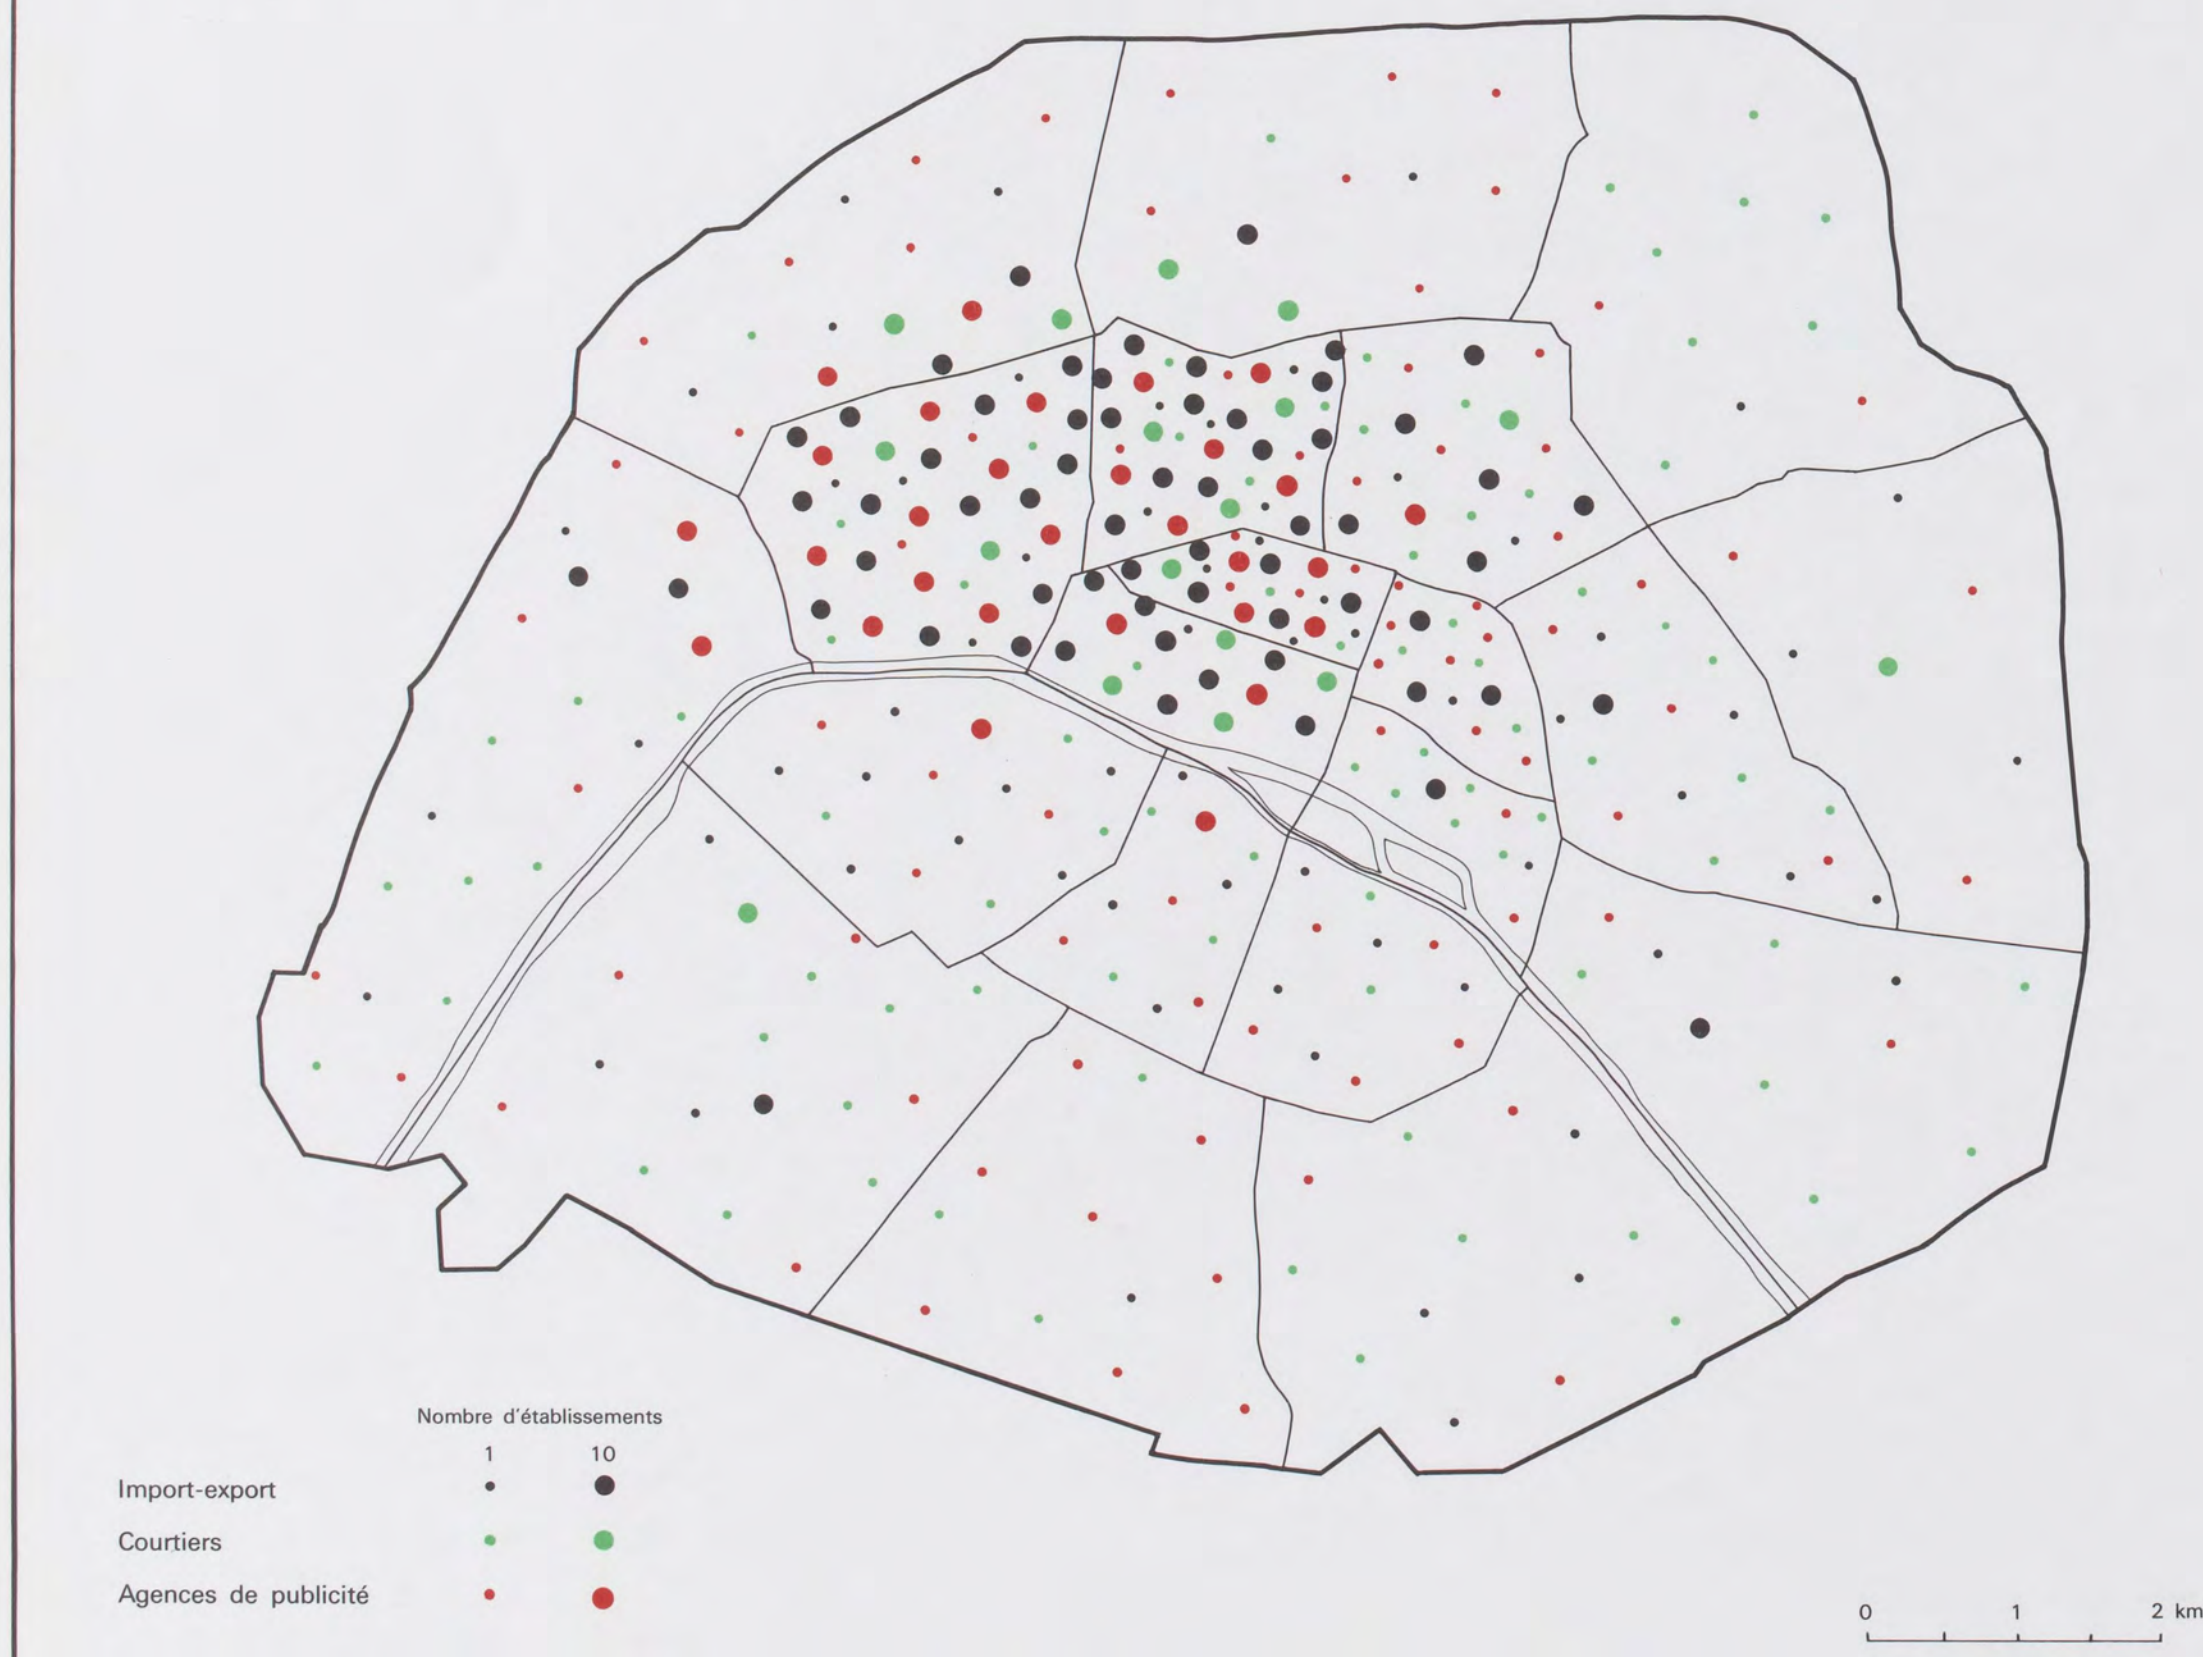 Nombre d'établissements
1 10
Import-export
Courtiers
Agences de publicité
0 1 2 km